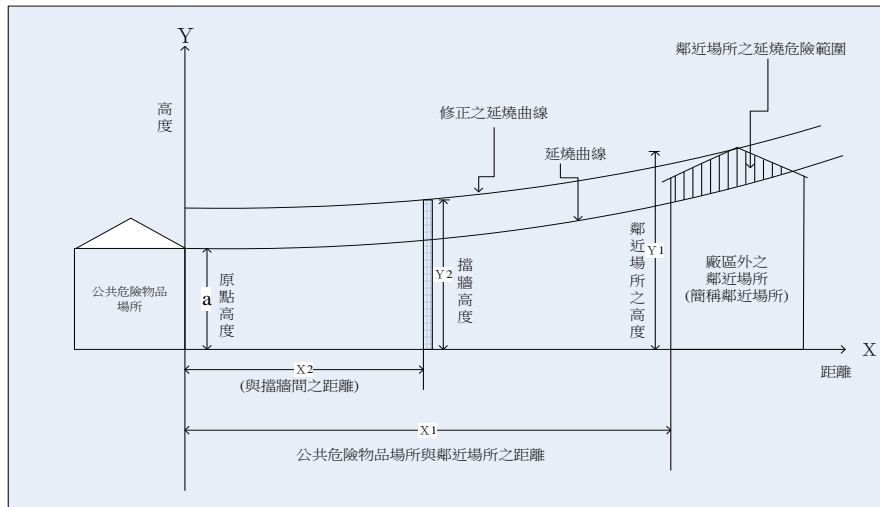 Y
鄰近場所之延燒危險範圍
高度
修正之延燒曲線
延燒曲線
公共危險物品
場所
a
原點高度
Y2
擋牆高度
鄰近場所之高度
Y1
廠區外之
鄰近場所
(簡稱鄰近場所)
X
距離
X2
(與擋牆間之距離)
X1
公共危險物品場所與鄰近場所之距離